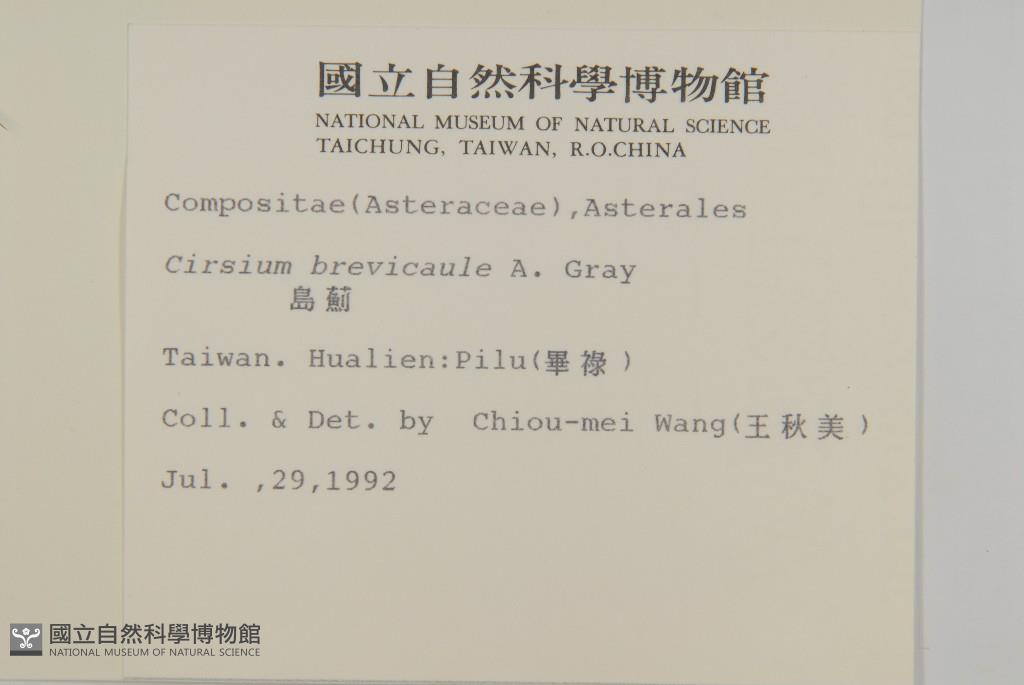 國立自然科學博物館
NATIONAL MUSEUM OF NATURAL SCIENCE
TAICHUNG, TAIWAN, R.O.CHINA
Compositae(Asteraceae),Asterales
Cirsium brevicaule A. Gray
島薊
Taiwan. Hualien:Pilu(畢祿)
Coll. & Det. by Chiou-mei Wang(王秋美)
Jul. ,29,1992
國立自然科學博物館
NATIONAL MUSEUM OF NATURAL SCIENCE